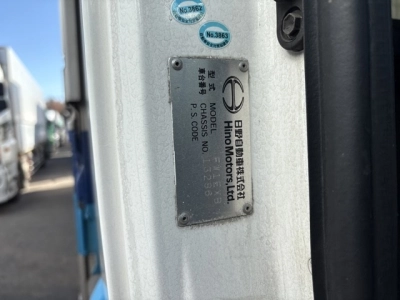 No.3862
No.3863
日野自動車株式会社
Hino Motors, Ltd.
型式 MODEL
車台番号 CHASSIS NO.
P.S.CODE